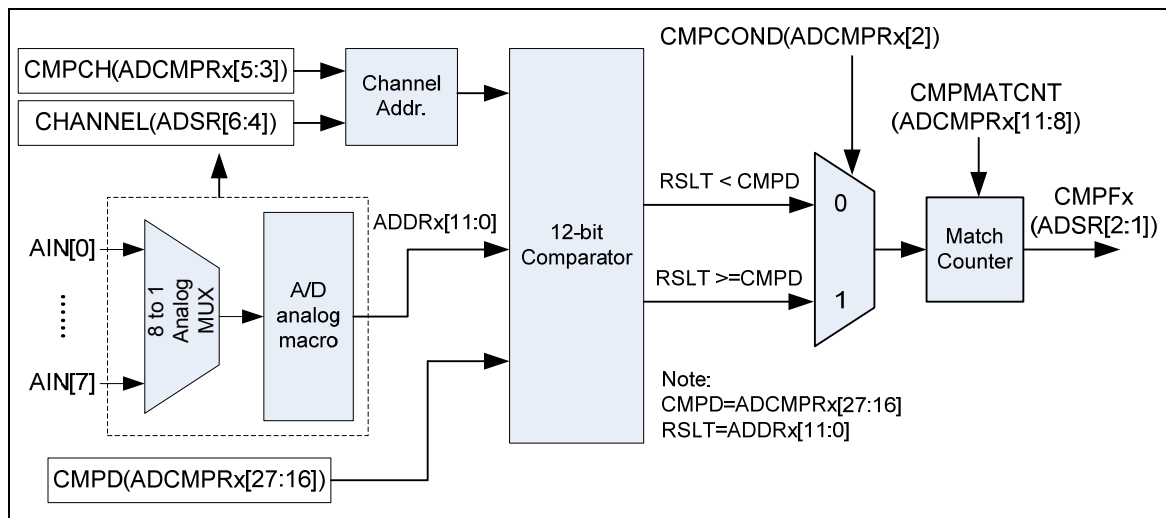 CMPCOND(ADCMPRx[2])
CMPCH(ADCMPRx[5:3])
CHANNEL(ADSR[6:4])
Channel
Addr.
CMPMATCNT
(ADCMPRx[11:8])
RSLT < CMPD
0
CMPFx
(ADSR[2:1])
AIN[0]
......
AIN[7]
8 to 1
Analog
MUX
A/D
analog
macro
ADDRx[11:0]
12-bit
Comparator
RSLT >=CMPD
1
Match
Counter
Note:
CMPD=ADCMPRx[27:16]
RSLT=ADDRx[11:0]
CMPD(ADCMPRx[27:16])